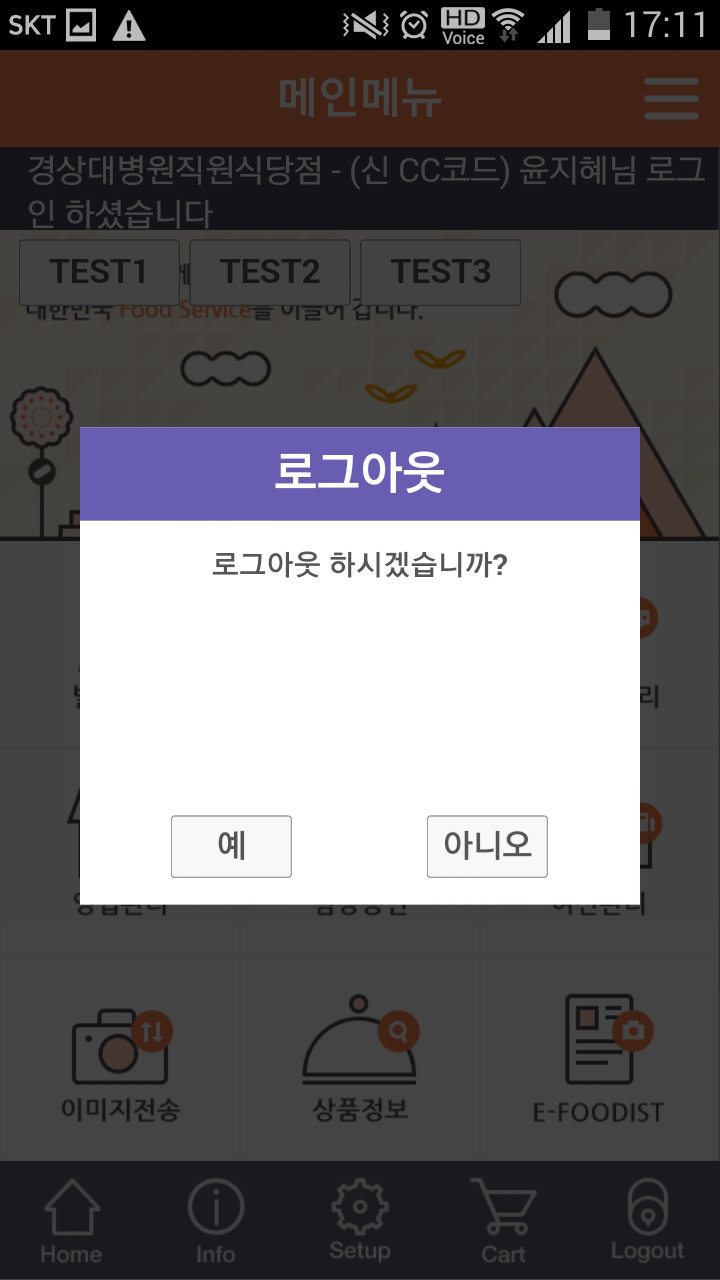 SKT HD Voice 17:11
메인메뉴
경상대병원직원식당점 - (신 CC코드) 윤지혜님 로그
인 하셨습니다
TEST1 TEST2 TEST3
대한민국 Food Service를 이끌어 갑니다.
로그아웃
로그아웃 하시겠습니까?
예 아니오
이미지전송 상품정보 E-FOODIST
Home Info Setup Cart Logout